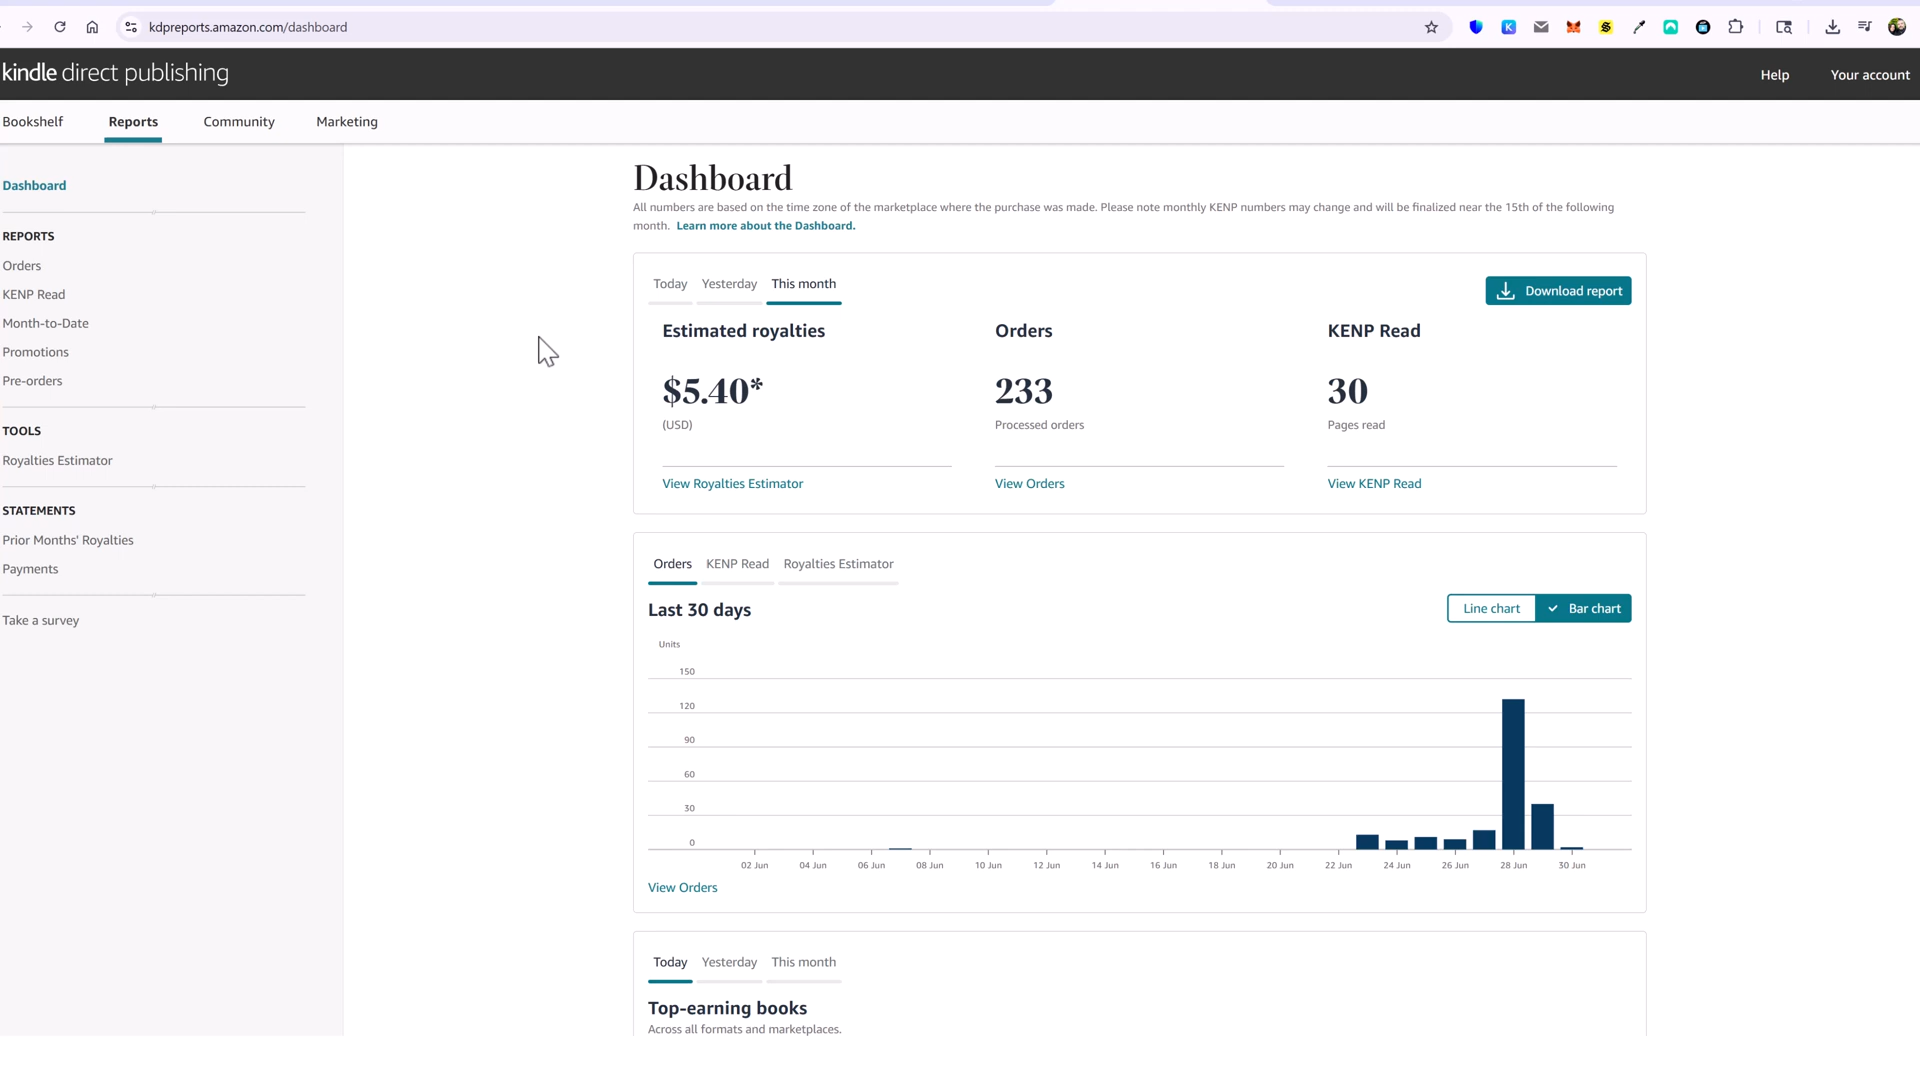 kdpreports.amazon.com/dashboard
kindle direct publishing
Help
Your account
Bookshelf
Reports
Community
Marketing
Dashboard
REPORTS
Orders
KENP Read
Month-to-Date
Promotions
Pre-orders
TOOLS
Royalties Estimator
STATEMENTS
Prior Months' Royalties
Payments
Take a survey
Dashboard
All numbers are based on the time zone of the marketplace where the purchase was made. Please note monthly KENP numbers may change and will be finalized near the 15th of the following
month. Learn more about the Dashboard.
Today Yesterday This month
Download report
Estimated royalties
$5.40*
(USD)
View Royalties Estimator
Orders
233
Processed orders
View Orders
KENP Read
30
Pages read
View KENP Read
Orders KENP Read Royalties Estimator
Last 30 days
Line chart
Bar chart
Units
150
120
90
60
30
0
02 Jun 04 Jun 06 Jun 08 Jun 10 Jun 12 Jun 14 Jun 16 Jun 18 Jun 20 Jun 22 Jun 24 Jun 26 Jun 28 Jun 30 Jun
View Orders
Today Yesterday This month
Top-earning books
Across all formats and marketplaces.